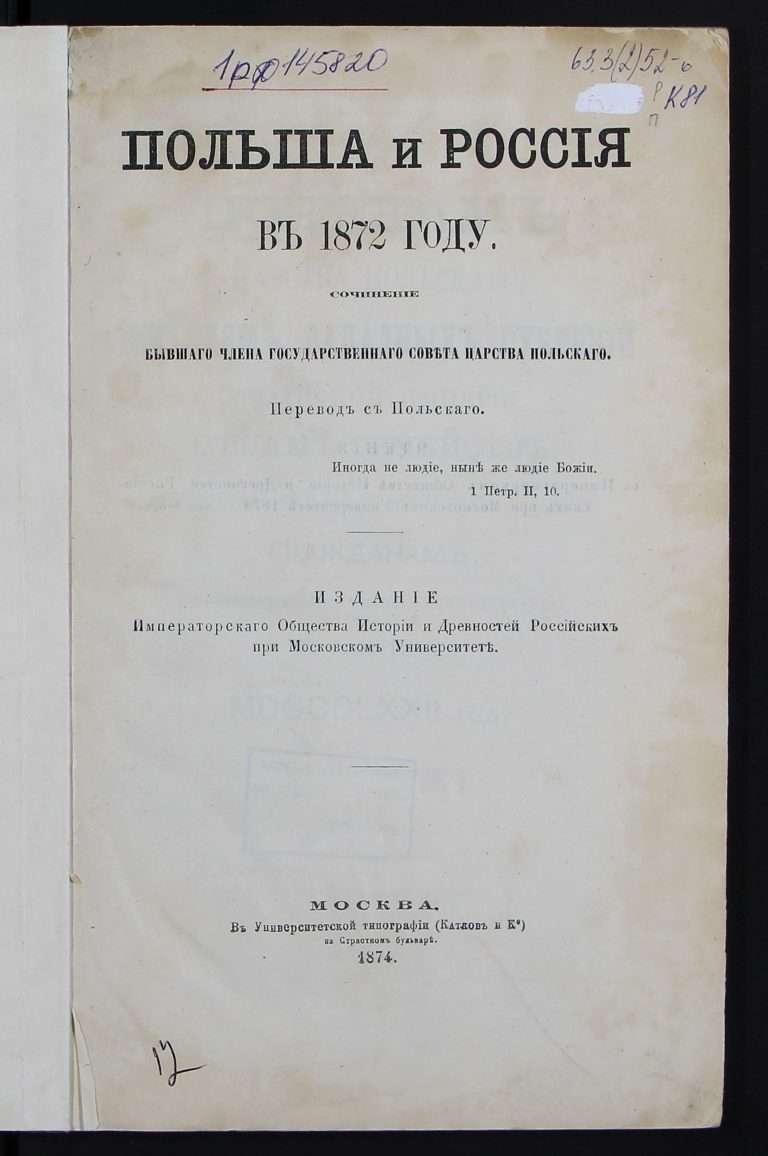 1рф145820
63.3(2)52-6
Р
К81
П
ПОЛЬША и РОССІЯ
ВЪ 1872 ГОДУ.
СОЧИНЕНІЕ
БЫВШАГО ЧЛЕНА ГОСУДАРСТВЕННАГО СОВѢТА ЦАРСТВА ПОЛЬСКАГО.
Переводъ съ Польскаго.
Иногда не людіе, нынѣ же людіе Божіи.
1 Петр. II, 10.
ИЗДАНІЕ
Императорскаго Общества Исторіи и Древностей Россійскихъ
при Московскомъ Университетѣ.
МОСКВА.
Въ Университетской типографіи (Катковъ и К°)
на Страстномъ бульварѣ.
1874.